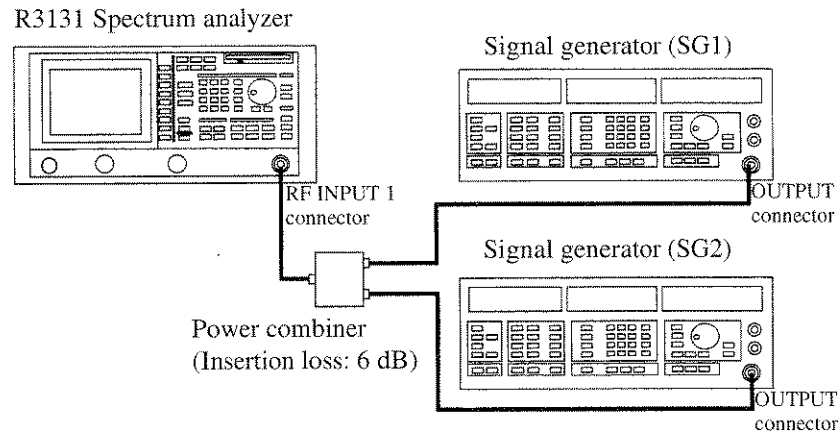 R3131 Spectrum analyzer
Signal generator (SG1)
RF INPUT 1
connector
OUTPUT
connector
Signal generator (SG2)
Power combiner
(Insertion loss: 6 dB)
OUTPUT
connector